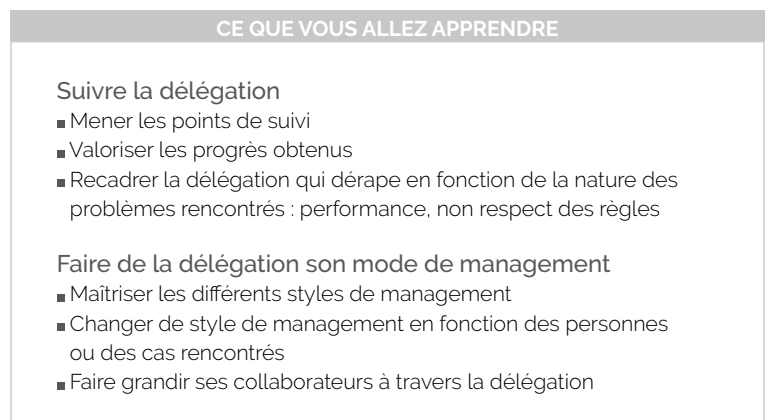 CE QUE VOUS ALLEZ APPRENDRE
Suivre la délégation
▪ Mener les points de suivi
▪ Valoriser les progrès obtenus
▪ Recadrer la délégation qui dérape en fonction de la nature des
problèmes rencontrés : performance, non respect des règles
Faire de la délégation son mode de management
▪ Maîtriser les différents styles de management
▪ Changer de style de management en fonction des personnes
ou des cas rencontrés
▪ Faire grandir ses collaborateurs à travers la délégation